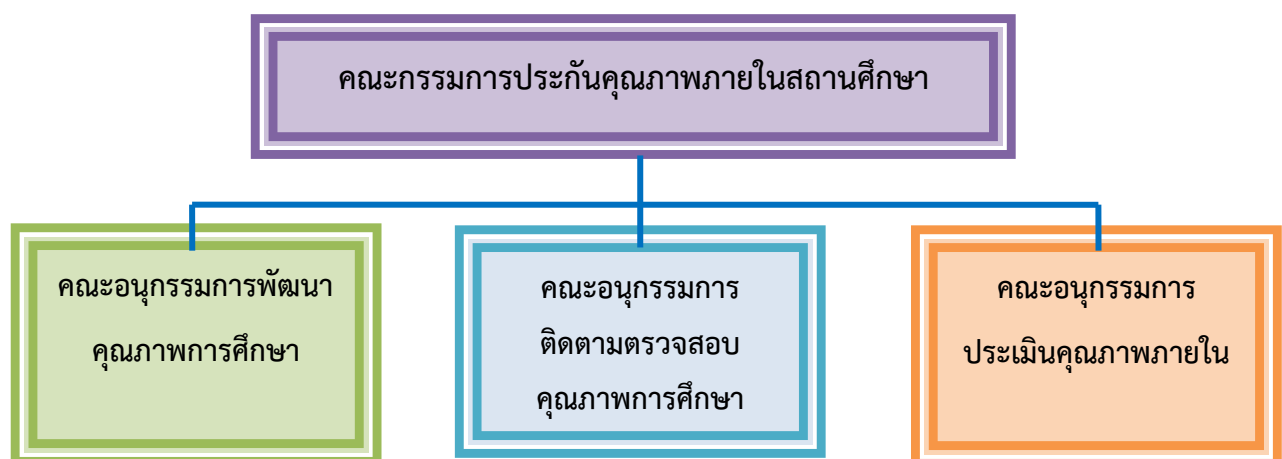 คณะกรรมการประกันคุณภาพภายในสถานศึกษา
คณะอนุกรรมการพัฒนา
คุณภาพการศึกษา
คณะอนุกรรมการ
ติดตามตรวจสอบ
คุณภาพการศึกษา
คณะอนุกรรมการ
ประเมินคุณภาพภายใน